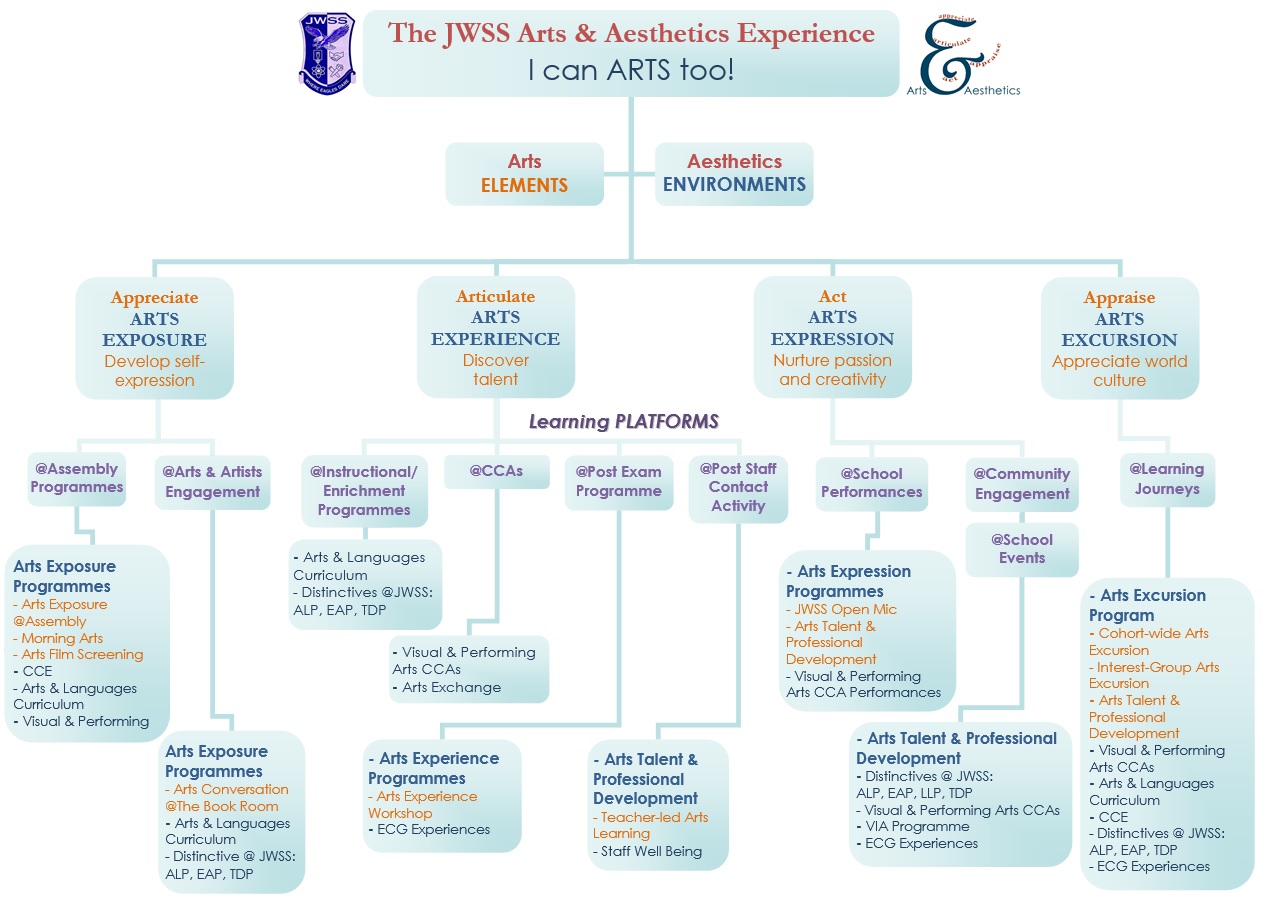 JWSS
WHERE EAGLES DARE
The JWSS Arts & Aesthetics Experience
I can ARTS too!
appreciate
articulate
appraise
act
&
Arts
Aesthetics
Arts
ELEMENTS
Aesthetics
ENVIRONMENTS
Appreciate
ARTS
EXPOSURE
Develop self-
expression
Articulate
ARTS
EXPERIENCE
Discover
talent
Act
ARTS
EXPRESSION
Nurture passion
and creativity
Appraise
ARTS
EXCURSION
Appreciate world
culture
Learning PLATFORMS
@Assembly
Programmes
@Arts & Artists
Engagement
@Instructional/
Enrichment
Programmes
@CCAs
@Post Exam
Programme
@Post Staff
Contact
Activity
@School
Performances
@Community
Engagement
@School
Events
@Learning
Journeys
Arts Exposure
Programmes
- Arts Exposure
@Assembly
- Morning Arts
- Arts Film Screening
- CCE
- Arts & Languages
Curriculum
- Visual & Performing
Arts Exposure
Programmes
- Arts Conversation
@The Book Room
- Arts & Languages
Curriculum
- Distinctive @ JWSS:
ALP, EAP, TDP
- Arts & Languages
Curriculum
- Distinctives @JWSS:
ALP, EAP, TDP
- Visual & Performing
Arts CCAs
- Arts Exchange
- Arts Experience
Programmes
- Arts Experience
Workshop
- ECG Experiences
- Arts Talent &
Professional
Development
- Teacher-led Arts
Learning
- Staff Well Being
- Arts Expression
Programmes
- JWSS Open Mic
- Arts Talent &
Professional
Development
- Visual & Performing
Arts CCA Performances
- Arts Talent & Professional
Development
- Distinctives @ JWSS:
ALP, EAP, LLP, TDP
- Visual & Performing Arts CCAs
- VIA Programme
- ECG Experiences
- Arts Excursion
Program
- Cohort-wide Arts
Excursion
- Interest-Group Arts
Excursion
- Arts Talent &
Professional
Development
- Visual & Performing
Arts CCAs
- Arts & Languages
Curriculum
- CCE
- Distinctives @ JWSS:
ALP, EAP, TDP
- ECG Experiences